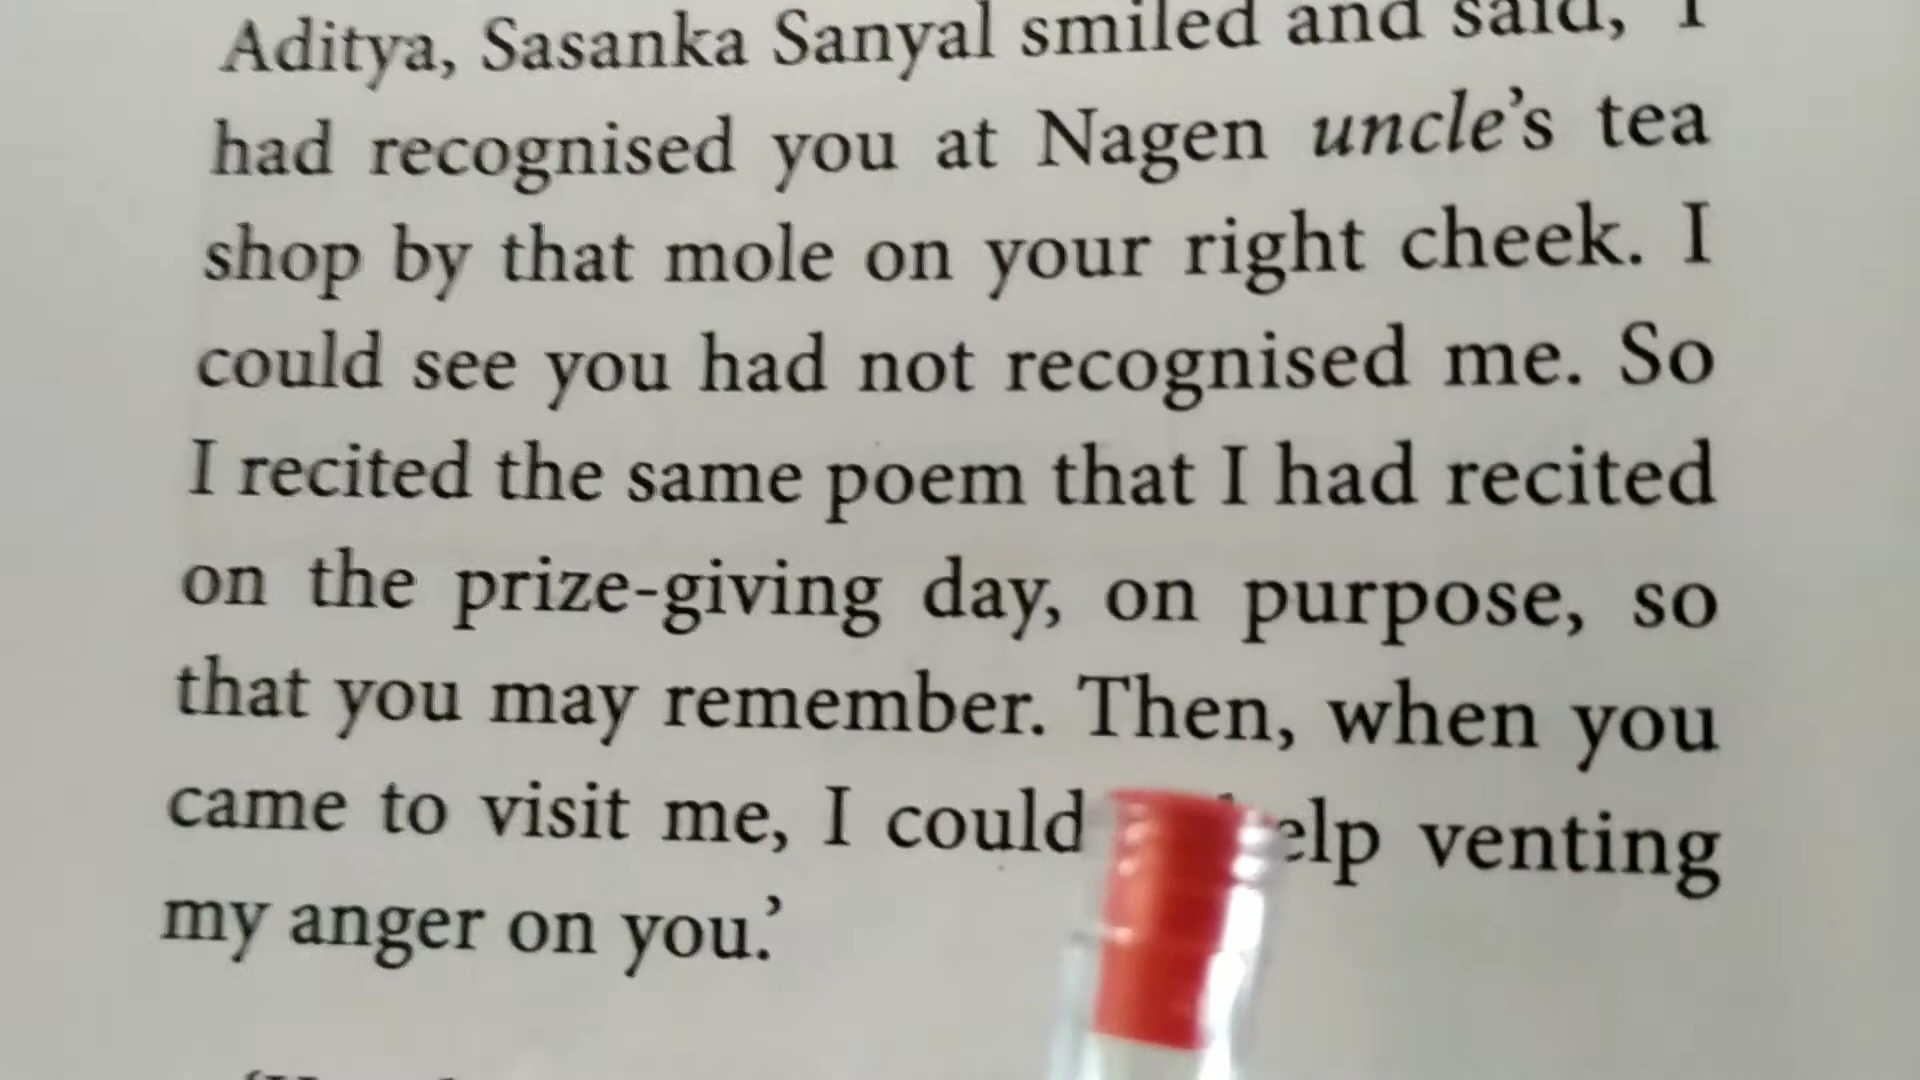 Aditya, Sasanka Sanyal smiled and said, 'I
had recognised you at Nagen uncle's tea
shop by that mole on your right cheek. I
could see you had not recognised me. So
I recited the same poem that I had recited
on the prize-giving day, on purpose, so
that you may remember. Then, when you
came to visit me, I could help venting
my anger on you.'